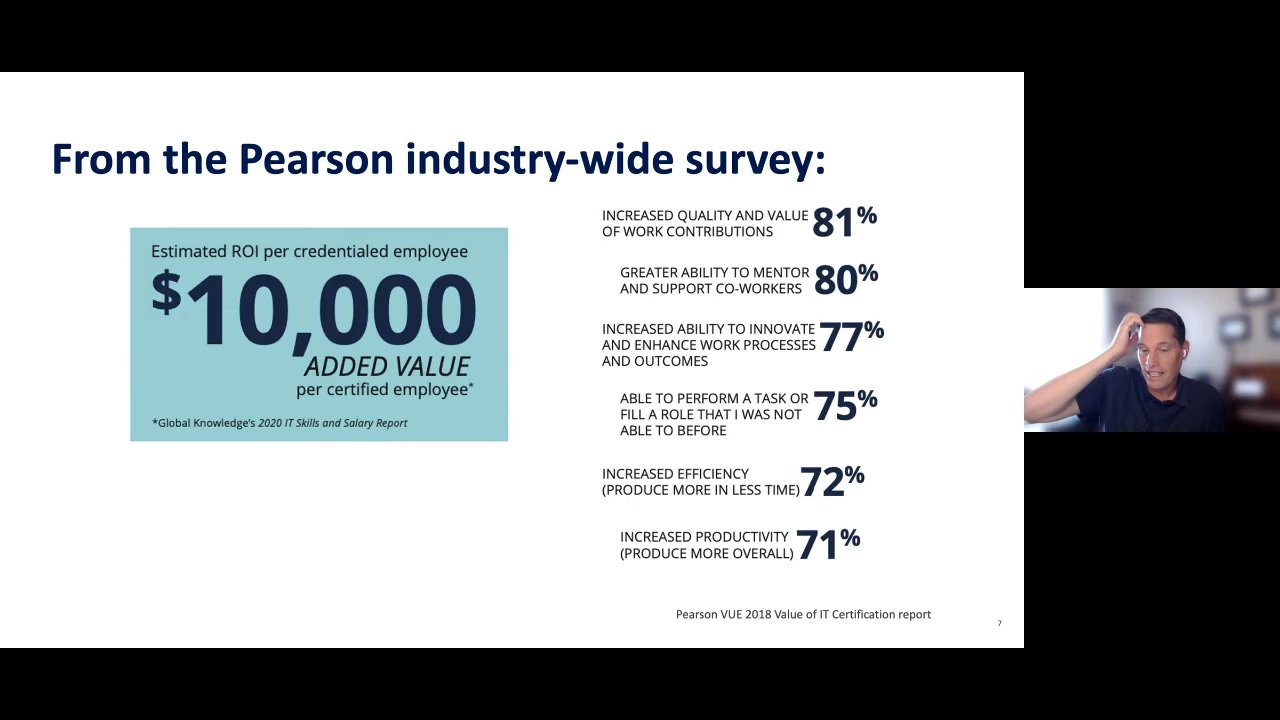 From the Pearson industry-wide survey:
Estimated ROI per credentialed employee
$10,000
ADDED VALUE
per certified employee*
*Global Knowledge's 2020 IT Skills and Salary Report
INCREASED QUALITY AND VALUE
OF WORK CONTRIBUTIONS
81%
GREATER ABILITY TO MENTOR
AND SUPPORT CO-WORKERS
80%
INCREASED ABILITY TO INNOVATE
AND ENHANCE WORK PROCESSES
AND OUTCOMES
77%
ABLE TO PERFORM A TASK OR
FILL A ROLE THAT I WAS NOT
ABLE TO BEFORE
75%
INCREASED EFFICIENCY
(PRODUCE MORE IN LESS TIME)
72%
INCREASED PRODUCTIVITY
(PRODUCE MORE OVERALL)
71%
Pearson VUE 2018 Value of IT Certification report
7